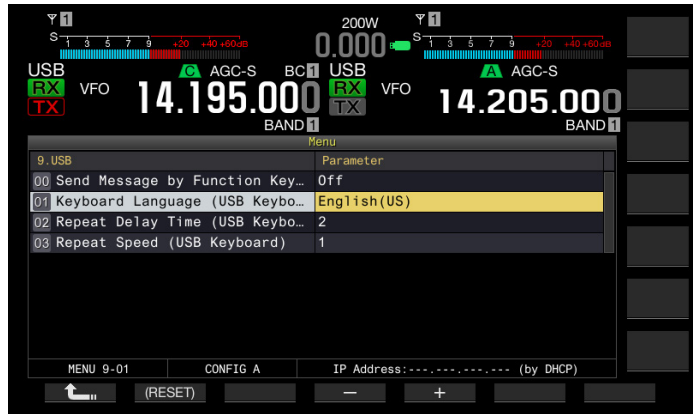 1 200W 1
S 1 3 5 7 9 +20 +40 +60dB 0.000 S 1 3 5 7 9 +20 +40 +60dB
USB C AGC-S BC1 USB A AGC-S
RX VFO 14.195.000 RX VFO 14.205.000
TX TX
BAND1 BAND1
Menu
9.USB Parameter
00 Send Message by Function Key… Off
01 Keyboard Language (USB Keybo… English(US)
02 Repeat Delay Time (USB Keybo… 2
03 Repeat Speed (USB Keyboard) 1
MENU 9-01 CONFIG A IP Address:---.---.---.--- (by DHCP)
(RESET) − +